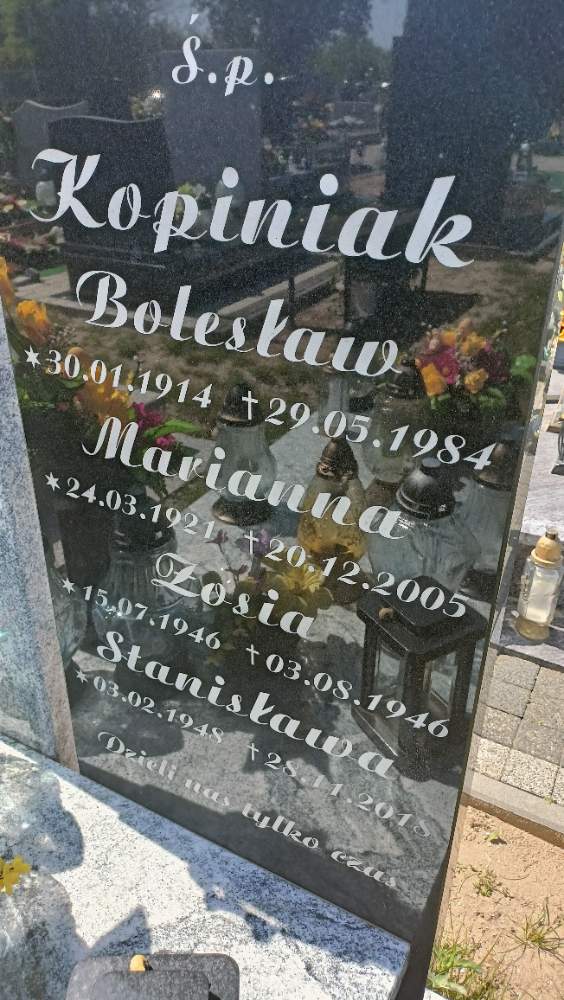 Ś.p.
Kopiniak
Bolesław
✶30.01.1914 †29.05.1984
Marianna
✶24.03.1921 †20.12.2005
Zosia
✶15.07.1946 †03.08.1946
Stanisława
✶03.02.1948 †28.11.2018
Dzieli nas tylko czas